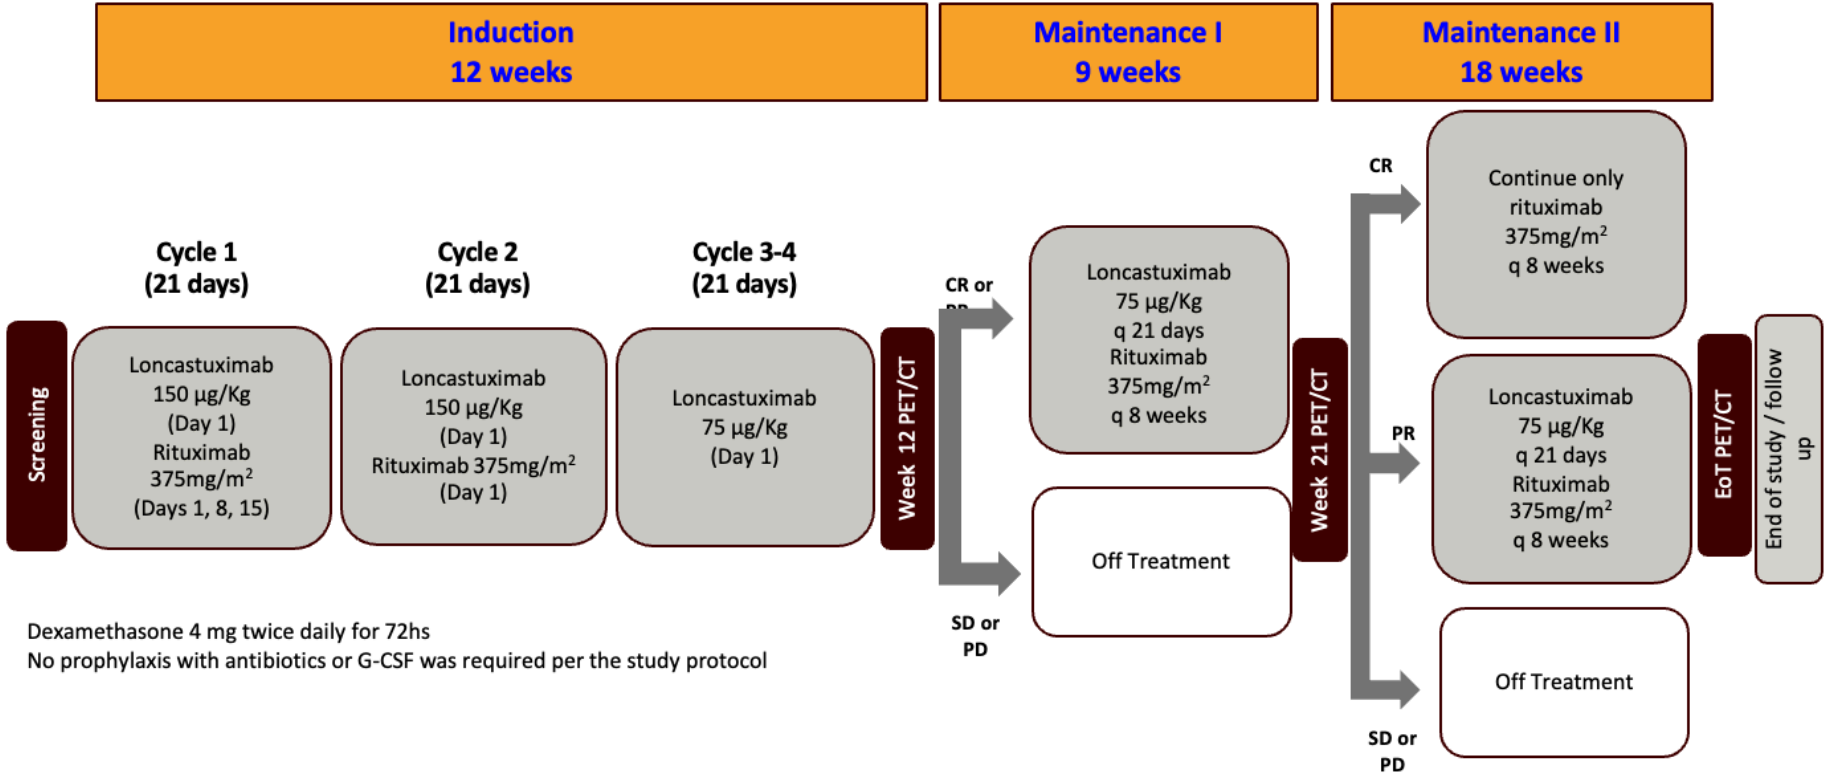 Induction
12 weeks
Maintenance I
9 weeks
Maintenance II
18 weeks
Screening
Cycle 1
(21 days)
Loncastuximab
150 µg/Kg
(Day 1)
Rituximab
375mg/m²
(Days 1, 8, 15)
Cycle 2
(21 days)
Loncastuximab
150 µg/Kg
(Day 1)
Rituximab 375mg/m²
(Day 1)
Cycle 3-4
(21 days)
Loncastuximab
75 µg/Kg
(Day 1)
Week 12 PET/CT
CR or
Loncastuximab
75 µg/Kg
q 21 days
Rituximab
375mg/m²
q 8 weeks
SD or
PD
Off Treatment
Week 21 PET/CT
CR
Continue only
rituximab
375mg/m²
q 8 weeks
PR
Loncastuximab
75 µg/Kg
q 21 days
Rituximab
375mg/m²
q 8 weeks
SD or
PD
Off Treatment
EoT PET/CT
End of study / follow
up
Dexamethasone 4 mg twice daily for 72hs
No prophylaxis with antibiotics or G-CSF was required per the study protocol